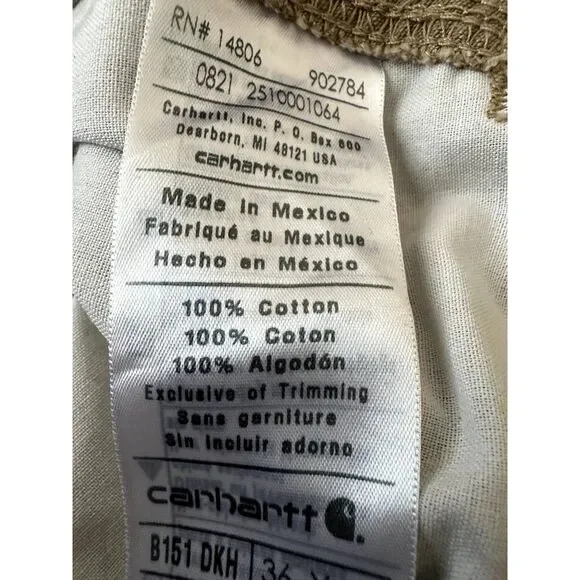 RN# 14806 902784
0821 2510001064
Carhartt, Inc. P. O. Box 600
Dearborn, MI 48121 USA
carhartt.com
Made in Mexico
Fabriqué au Mexique
Hecho en México
100% Cotton
100% Coton
100% Algodón
Exclusive of Trimming
Sans garniture
Sin incluir adorno
carhartt
B151 DKH 36